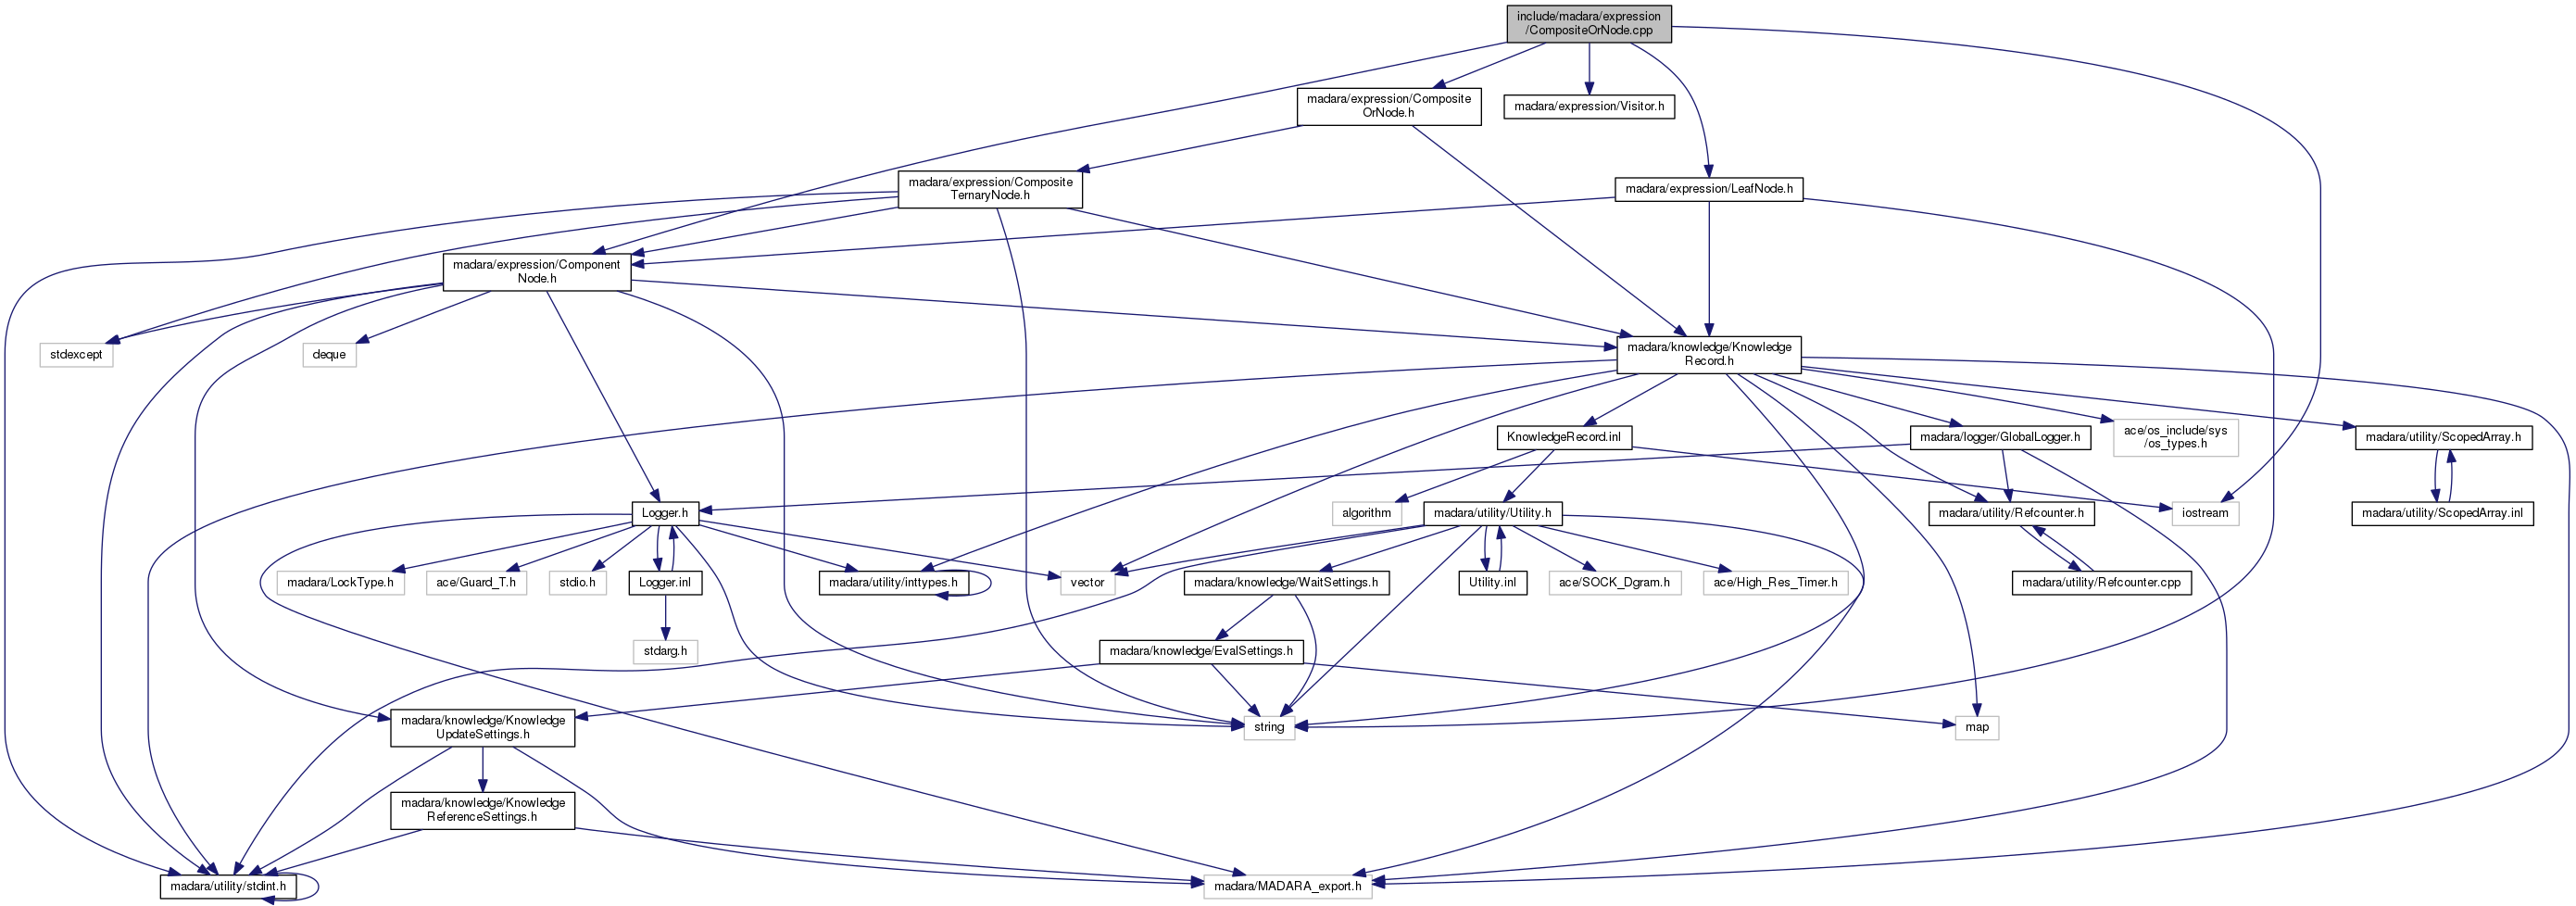 include/madara/expression
/CompositeOrNode.cpp
madara/expression/Composite
OrNode.h
madara/expression/Visitor.h
madara/expression/Composite
TernaryNode.h
madara/expression/LeafNode.h
madara/expression/Component
Node.h
stdexcept
deque
madara/knowledge/Knowledge
Record.h
KnowledgeRecord.inl
madara/logger/GlobalLogger.h
ace/os_include/sys
/os_types.h
madara/utility/ScopedArray.h
Logger.h
algorithm
madara/utility/Utility.h
madara/utility/Refcounter.h
iostream
madara/utility/ScopedArray.inl
madara/LockType.h
ace/Guard_T.h
stdio.h
Logger.inl
madara/utility/inttypes.h
vector
madara/knowledge/WaitSettings.h
Utility.inl
ace/SOCK_Dgram.h
ace/High_Res_Timer.h
madara/utility/Refcounter.cpp
stdarg.h
madara/knowledge/EvalSettings.h
madara/knowledge/Knowledge
UpdateSettings.h
string
map
madara/knowledge/Knowledge
ReferenceSettings.h
madara/utility/stdint.h
madara/MADARA_export.h